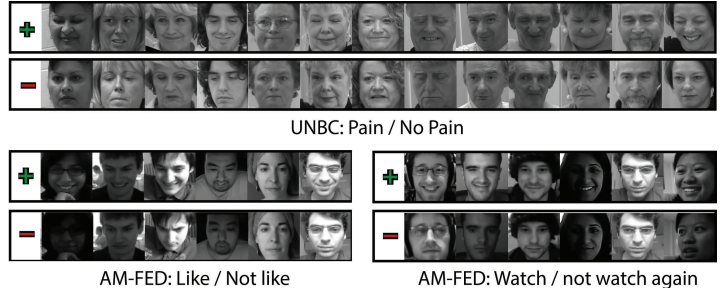 UNBC: Pain / No Pain
AM-FED: Like / Not like
AM-FED: Watch / not watch again